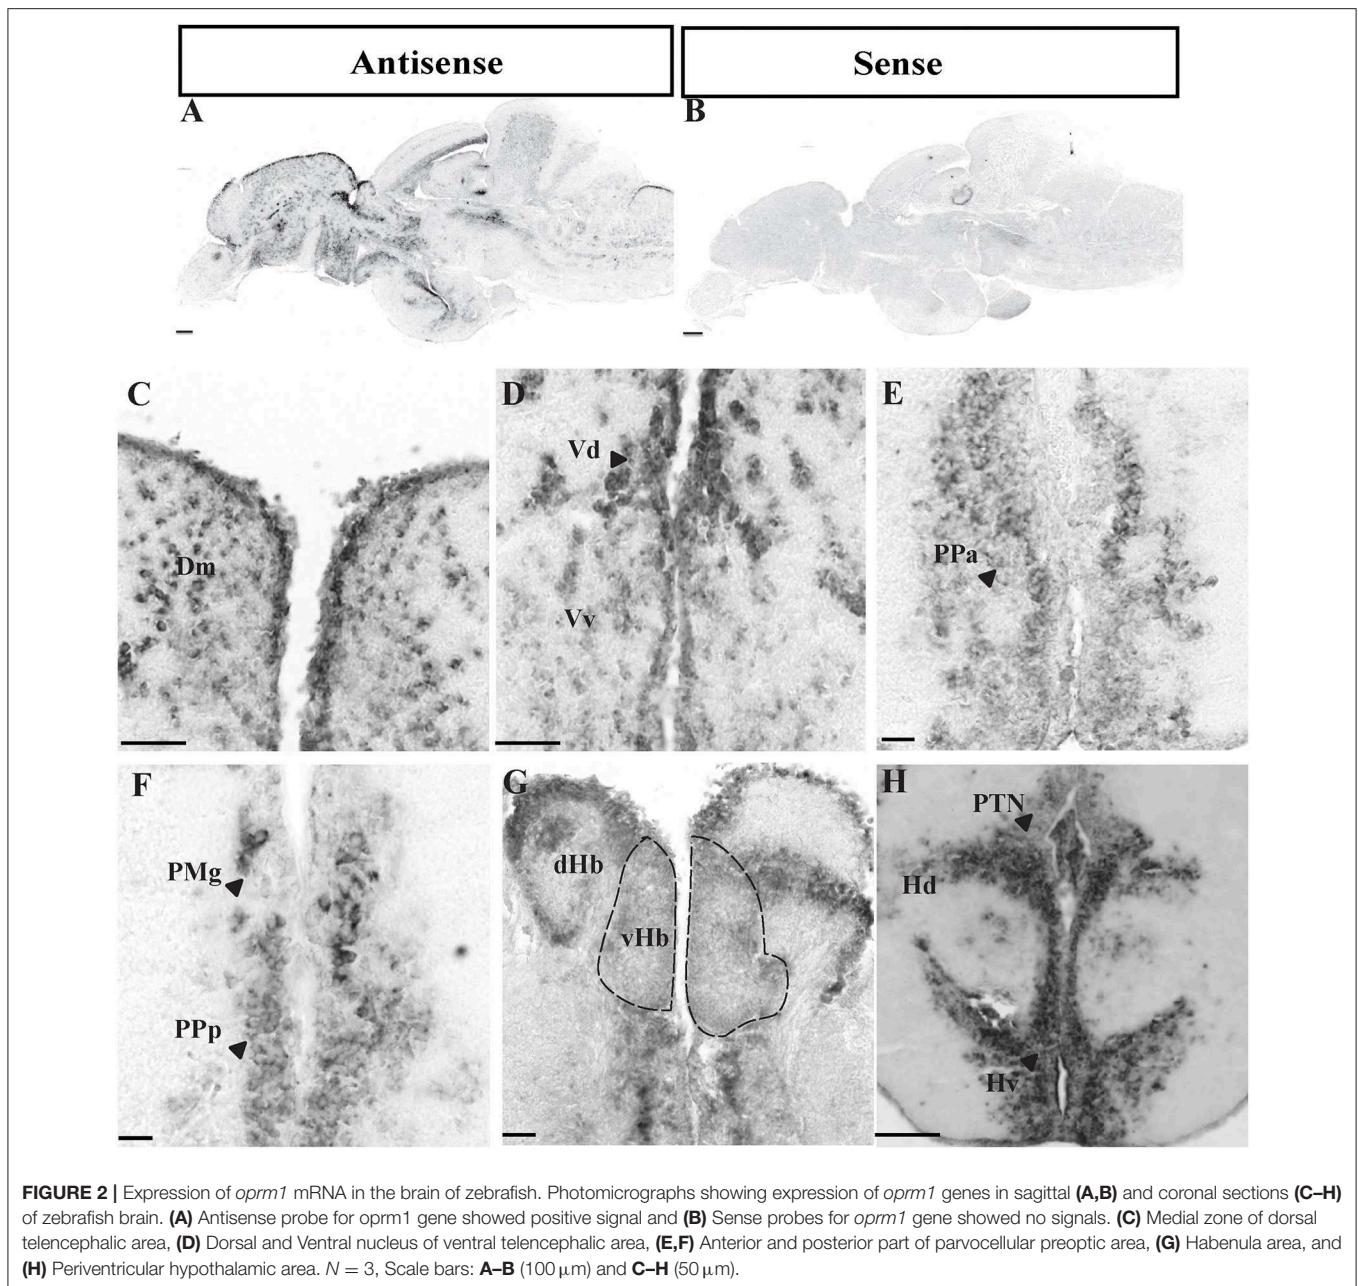 Antisense
Sense
A
B
C
Dm
D
Vd
Vv
E
PPa
F
PMg
PPp
G
dHb
vHb
H
PTN
Hd
Hv
FIGURE 2 | Expression of oprm1 mRNA in the brain of zebrafish. Photomicrographs showing expression of oprm1 genes in sagittal (A,B) and coronal sections (C–H)
of zebrafish brain. (A) Antisense probe for oprm1 gene showed positive signal and (B) Sense probes for oprm1 gene showed no signals. (C) Medial zone of dorsal
telencephalic area, (D) Dorsal and Ventral nucleus of ventral telencephalic area, (E,F) Anterior and posterior part of parvocellular preoptic area, (G) Habenula area, and
(H) Periventricular hypothalamic area. N = 3, Scale bars: A–B (100 μm) and C–H (50 μm).